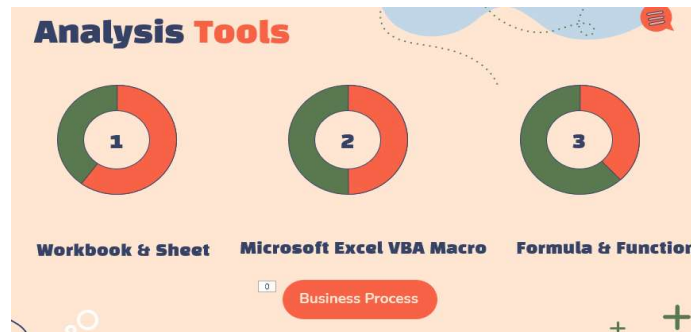 Analysis Tools
1
2
3
Workbook & Sheet
Microsoft Excel VBA Macro
Formula & Function
0
Business Process